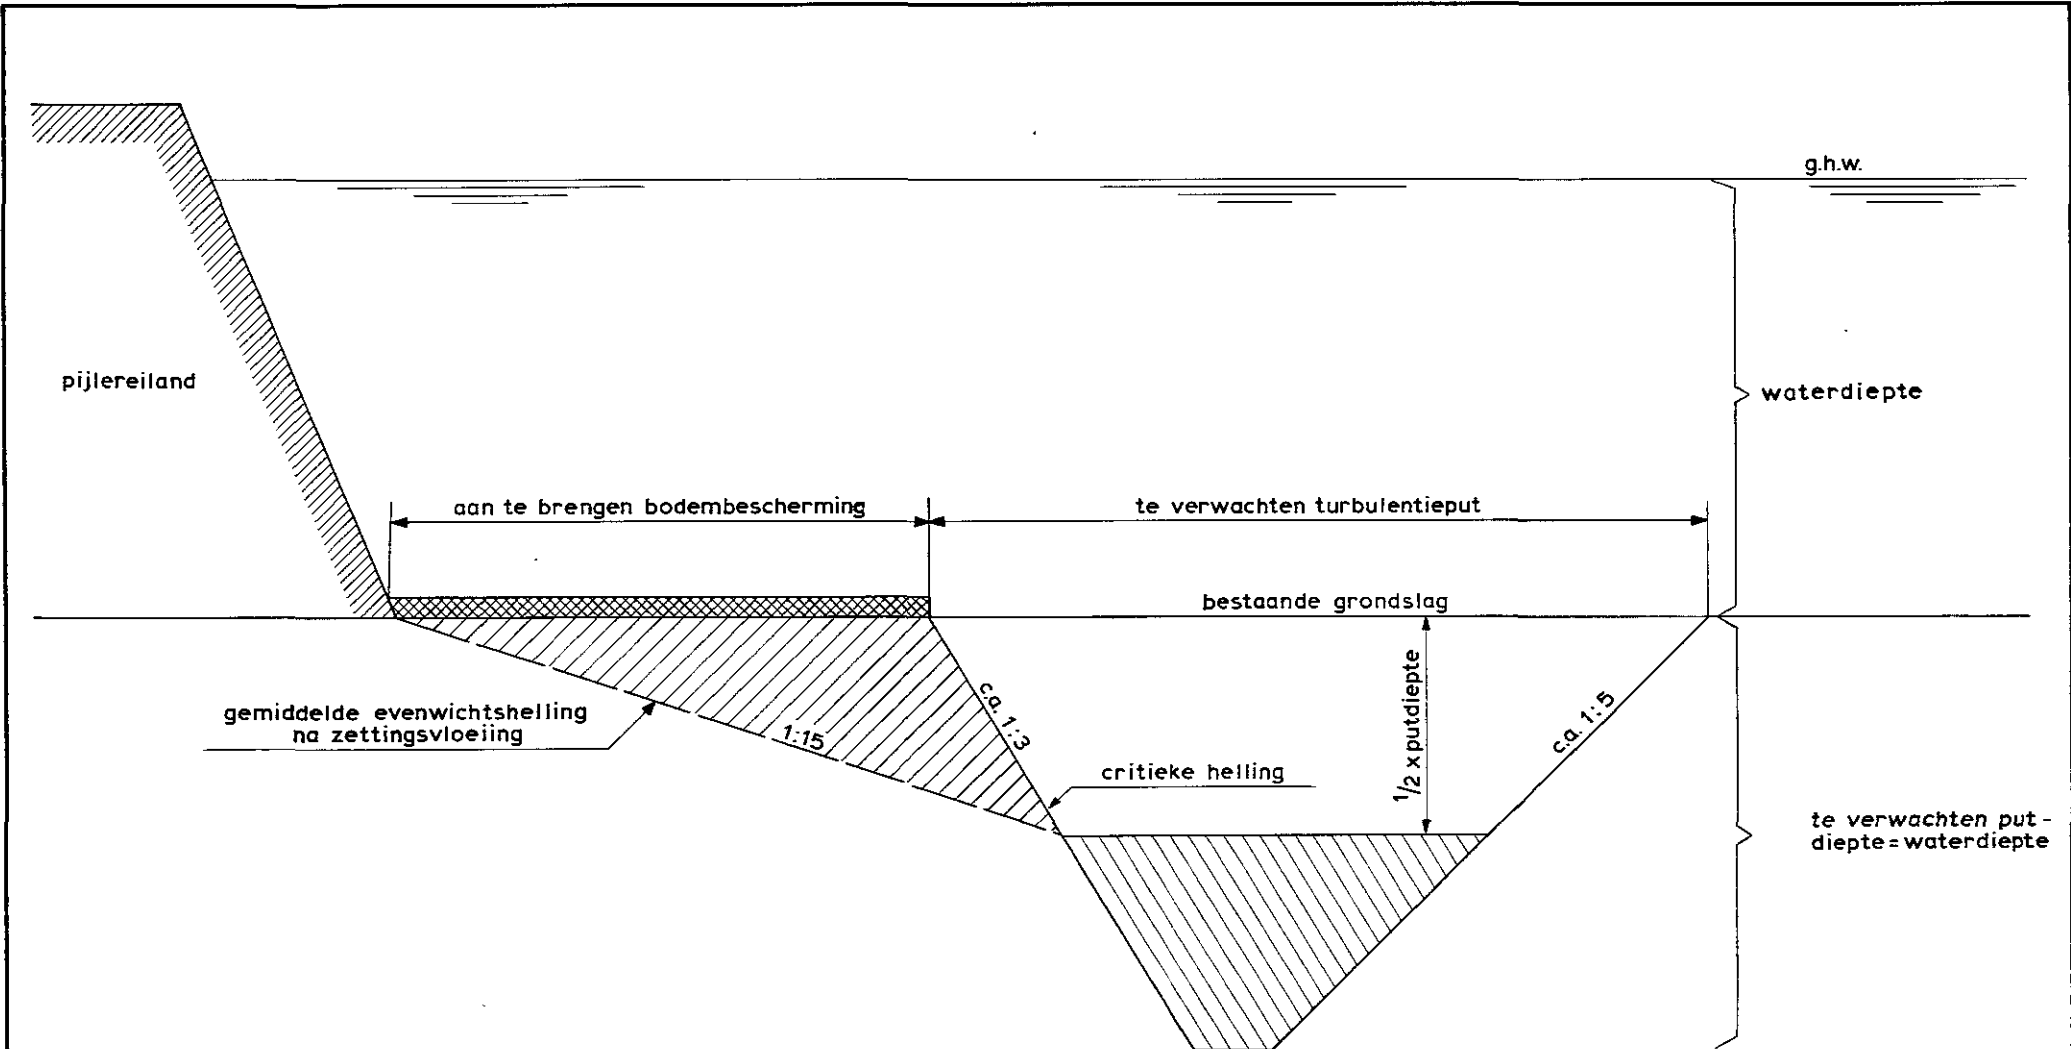 g.h.w.
pijlereiland
waterdiepte
aan te brengen bodembescherming
te verwachten turbulentieput
bestaande grondslag
c.a. 1:3
1/2 x putdiepte
c.a. 1:5
gemiddelde evenwichtshelling
na zettingsvloeiing
1:15
critieke helling
te verwachten put-
diepte=waterdiepte